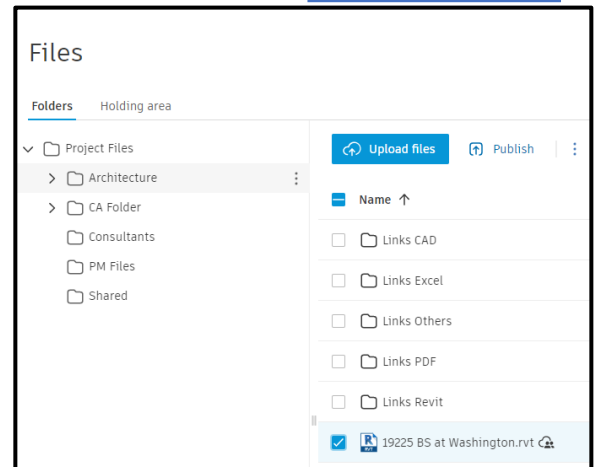 Files
Folders Holding area
Project Files
Architecture
CA Folder
Consultants
PM Files
Shared
Upload files Publish
Name
Links CAD
Links Excel
Links Others
Links PDF
Links Revit
R RVT 19225 BS at Washington.rvt